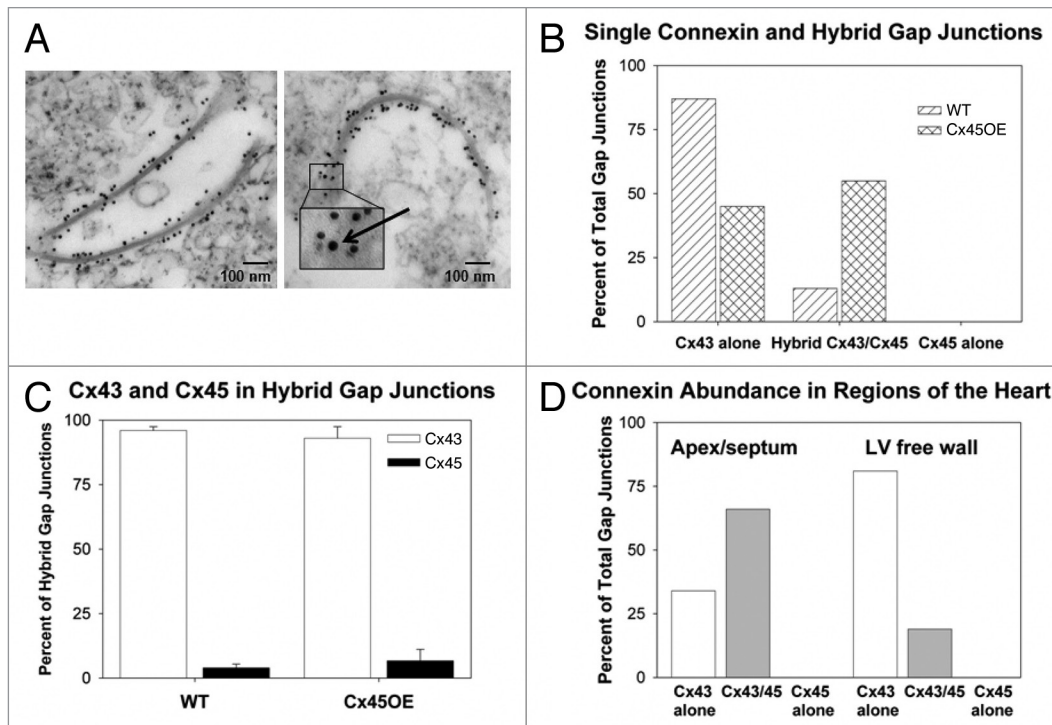 A
100 nm
100 nm
B
Single Connexin and Hybrid Gap Junctions
Percent of Total Gap Junctions
100
75
50
25
0
WT
Cx45OE
Cx43 alone
Hybrid Cx43/Cx45
Cx45 alone
C
Cx43 and Cx45 in Hybrid Gap Junctions
Percent of Hybrid Gap Junctions
100
75
50
25
0
Cx43
Cx45
WT
Cx45OE
D
Connexin Abundance in Regions of the Heart
Percent of Total Gap Junctions
100
75
50
25
0
Apex/septum
LV free wall
Cx43 alone
Cx43/45
Cx45 alone
Cx43 alone
Cx43/45
Cx45 alone